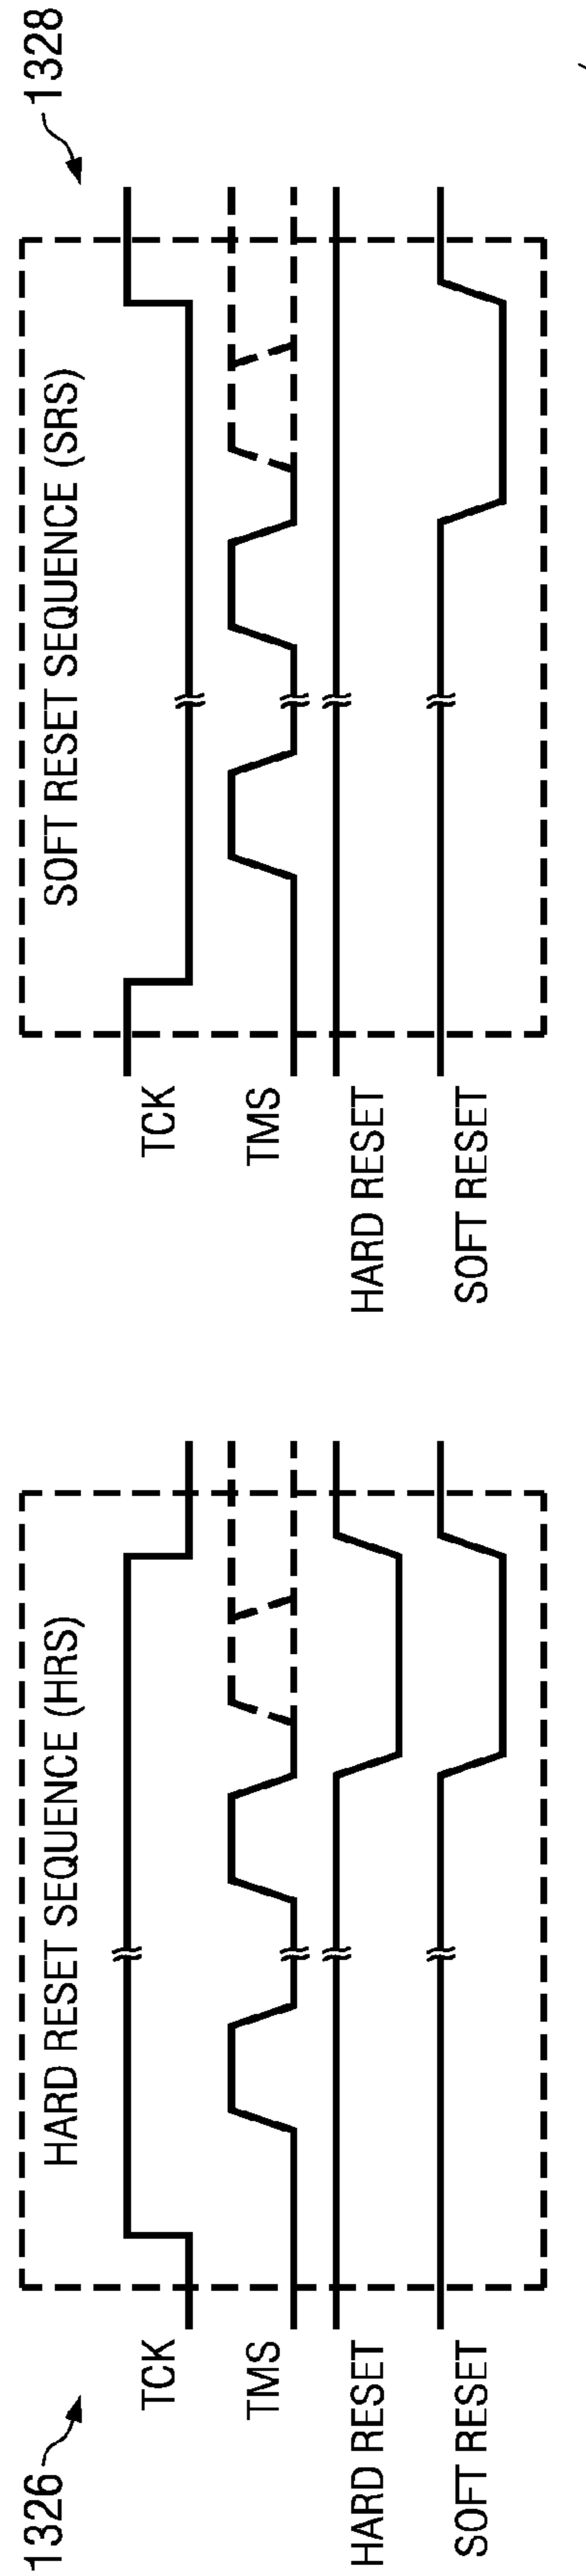 1326
HARD RESET SEQUENCE (HRS)
TCK
TMS
HARD RESET
SOFT RESET
1328
SOFT RESET SEQUENCE (SRS)
TCK
TMS
HARD RESET
SOFT RESET